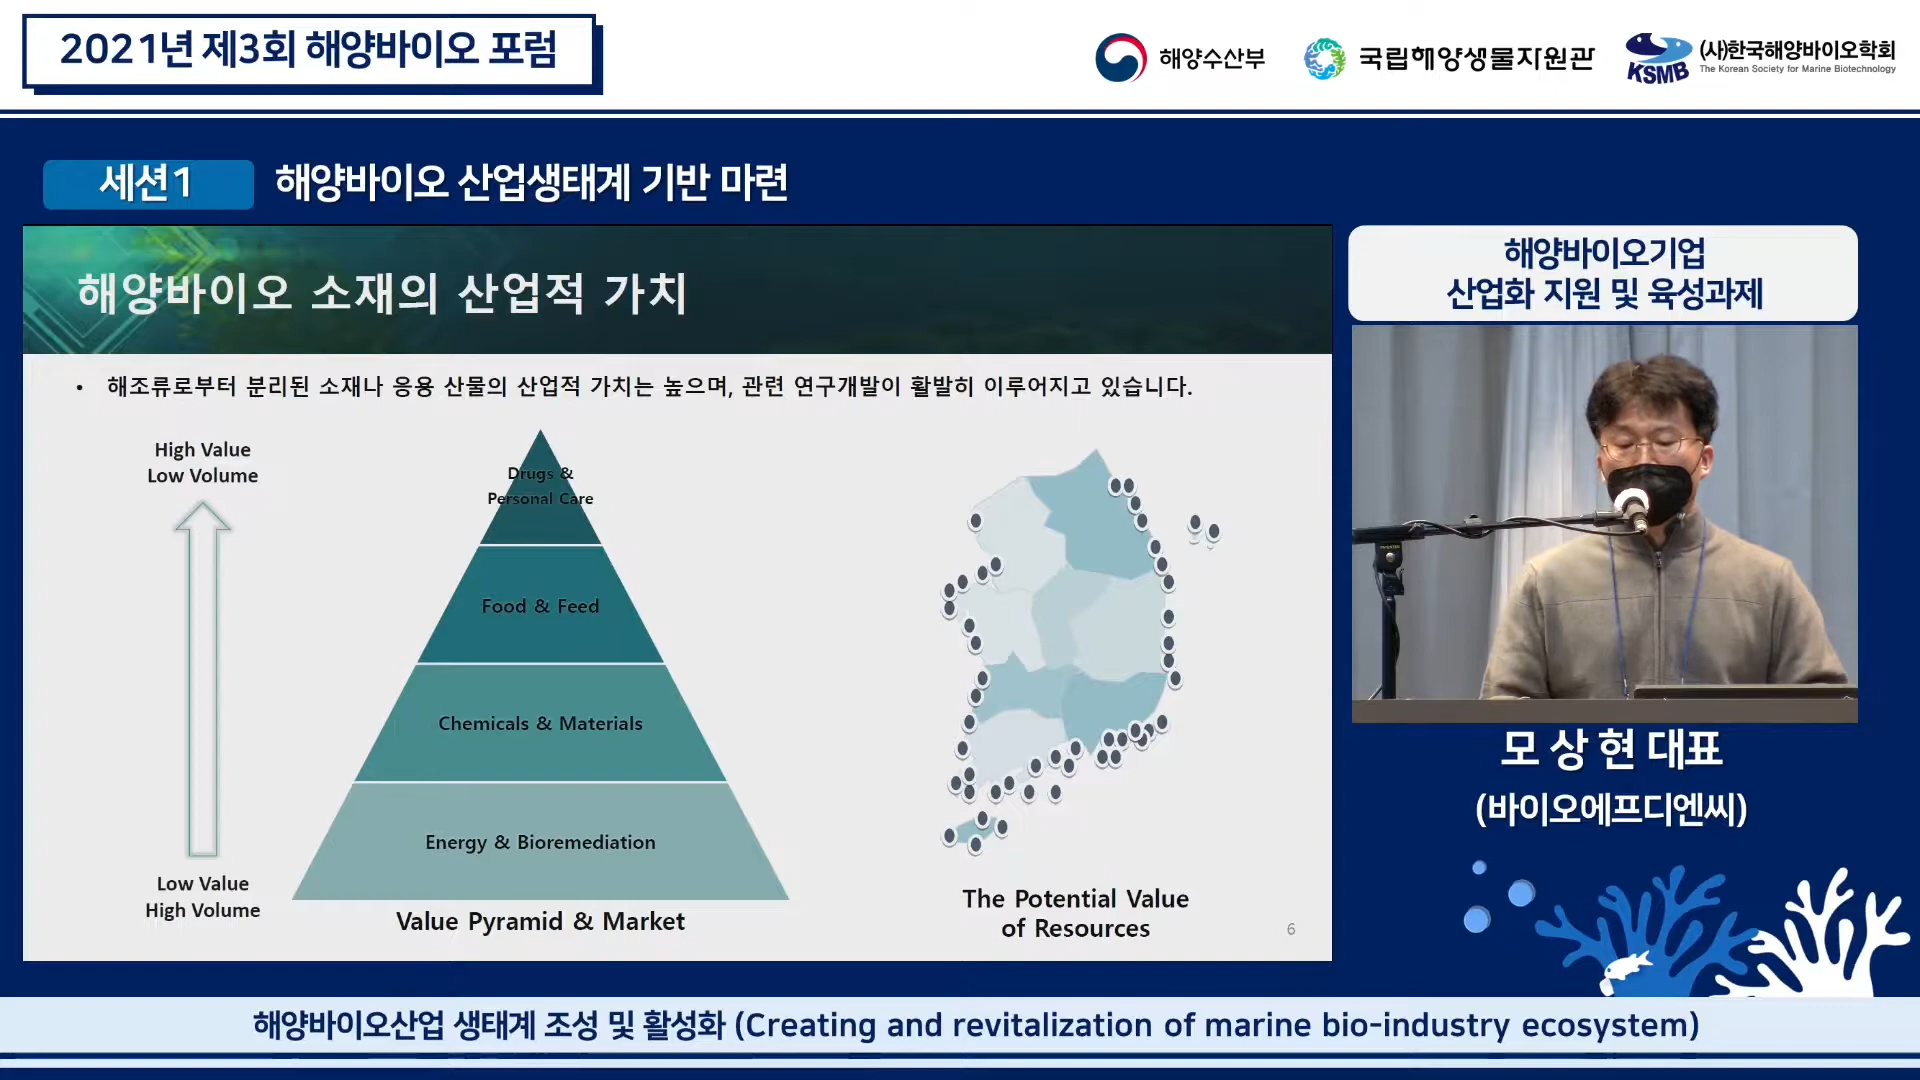 2021년 제3회 해양바이오 포럼
해양수산부
국립해양생물자원관
KSMB
(사)한국해양바이오학회
The Korean Society for Marine Biotechnology
세션1
해양바이오 산업생태계 기반 마련
해양바이오 소재의 산업적 가치
• 해조류로부터 분리된 소재나 응용 산물의 산업적 가치는 높으며, 관련 연구개발이 활발히 이루어지고 있습니다.
High Value
Low Volume
Drugs &
Personal Care
Food & Feed
Chemicals & Materials
Energy & Bioremediation
Low Value
High Volume
Value Pyramid & Market
The Potential Value
of Resources
6
해양바이오기업
산업화 지원 및 육성과제
모 상 현 대표
(바이오에프디엔씨)
해양바이오산업 생태계 조성 및 활성화 (Creating and revitalization of marine bio-industry ecosystem)